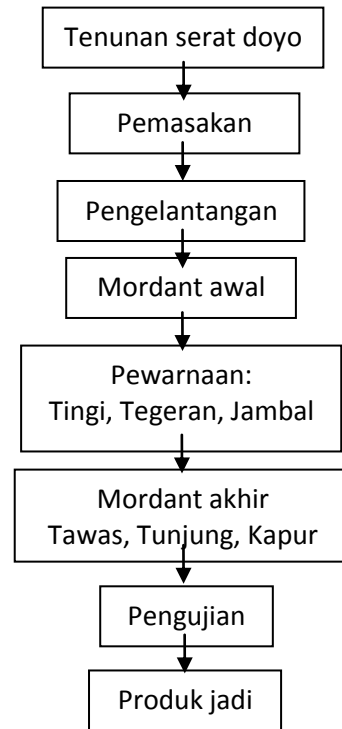 Tenunan serat doyo
Pemasakan
Pengelantangan
Mordant awal
Pewarnaan:
Tingi, Tegeran, Jambal
Mordant akhir
Tawas, Tunjung, Kapur
Pengujian
Produk jadi